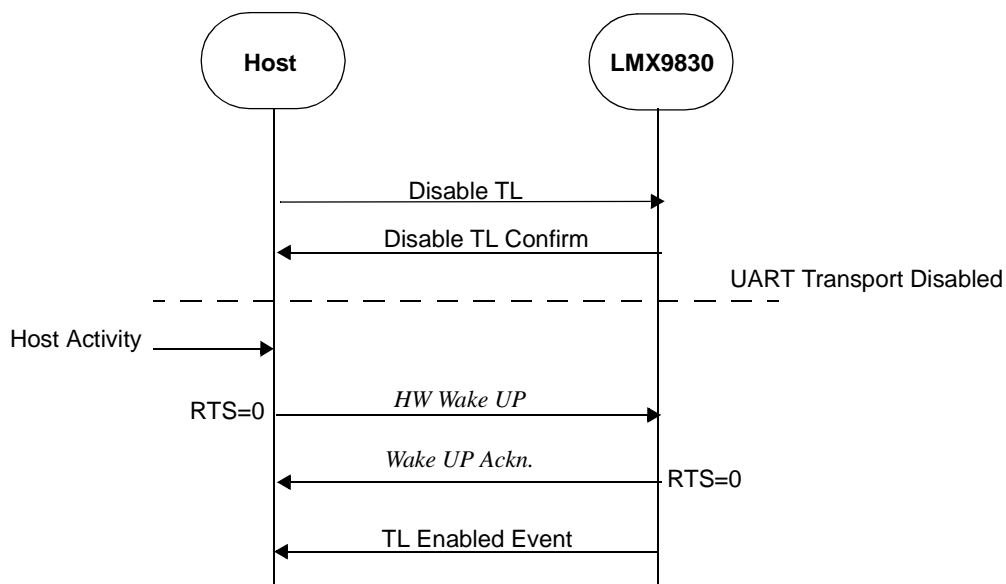 Host
LMX9830
Disable TL
Disable TL Confirm
UART Transport Disabled
Host Activity
RTS=0
HW Wake UP
Wake UP Ackn.
RTS=0
TL Enabled Event